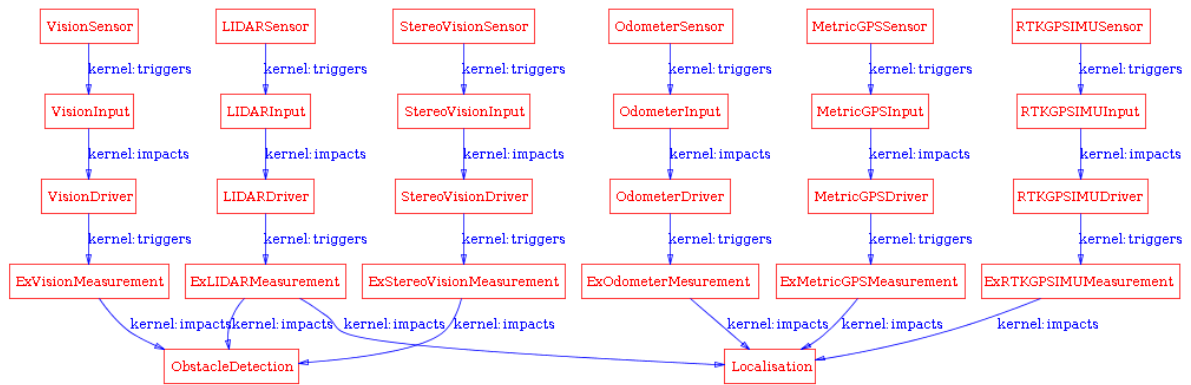 VisionSensor LIDARSensor StereoVisionSensor OdometerSensor MetricGPSSensor RTKGPSIMUSensor
kernel:triggers kernel:triggers kernel:triggers kernel:triggers kernel:triggers kernel:triggers
VisionInput LIDARInput StereoVisionInput OdometerInput MetricGPSInput RTKGPSIMUInput
kernel:impacts kernel:impacts kernel:impacts kernel:impacts kernel:impacts kernel:impacts
VisionDriver LIDARDriver StereoVisionDriver OdometerDriver MetricGPSDriver RTKGPSIMUDriver
kernel:triggers kernel:triggers kernel:triggers kernel:triggers kernel:triggers kernel:triggers
ExVisionMeasurement ExLIDARMeasurement ExStereoVisionMeasurement ExOdometerMesurement ExMetricGPSMeasurement ExRTKGPSIMUMeasurement
kernel:impacts kernel:impacts kernel:impacts kernel:impacts kernel:impacts kernel:impacts kernel:impacts
ObstacleDetection Localisation